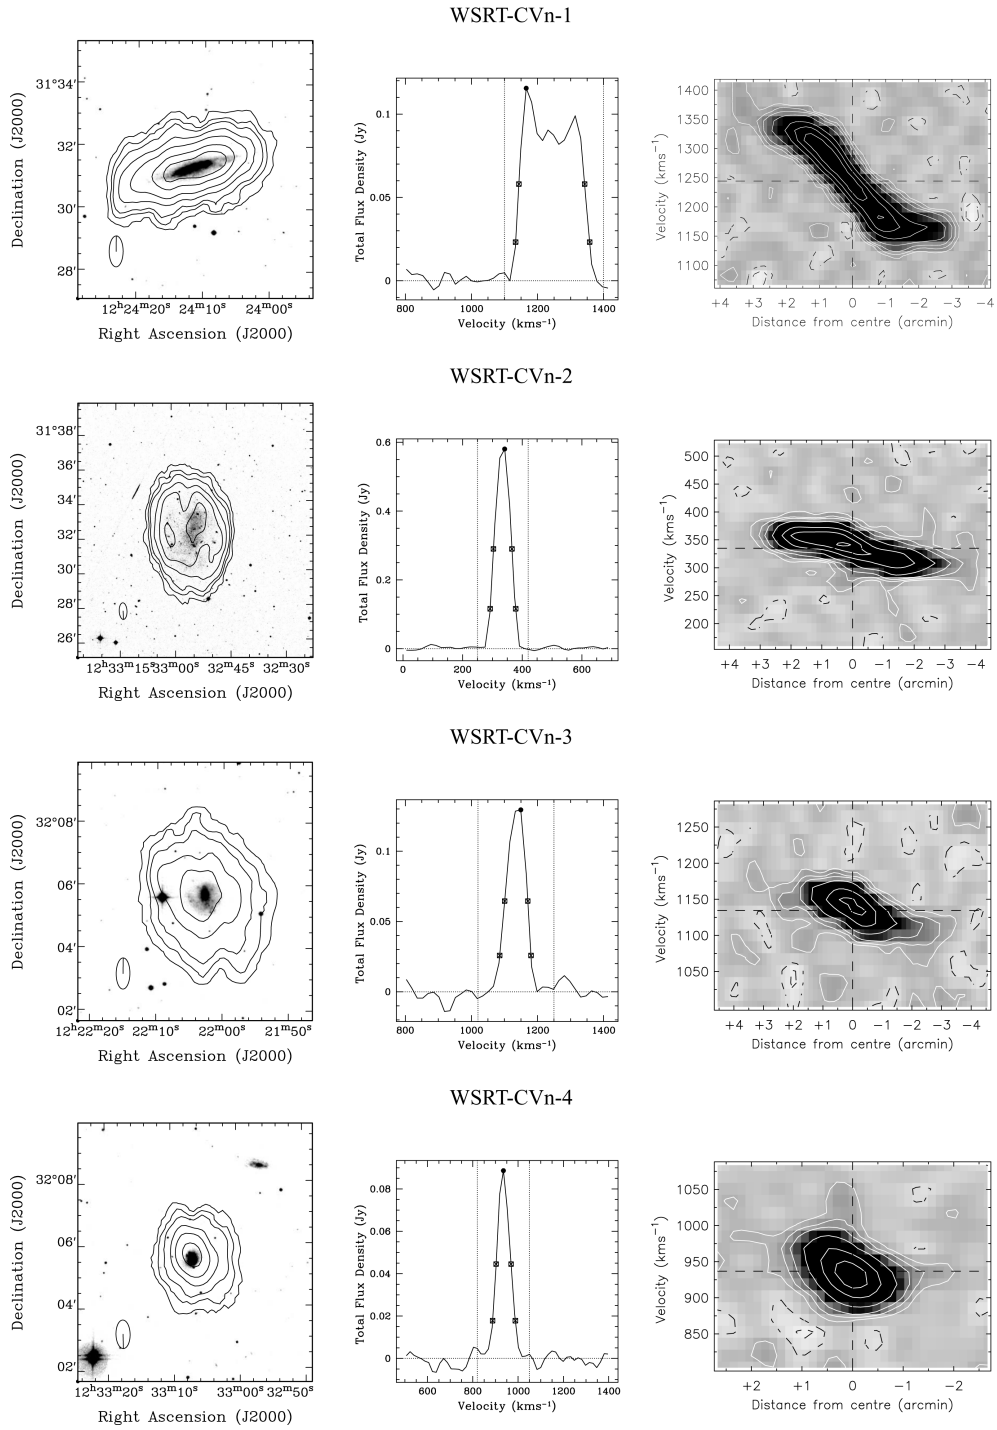 WSRT-CVn-1
Declination (J2000)
31°34′
32′
30′
28′
12ʰ24ᵐ20ˢ 24ᵐ10ˢ 24ᵐ00ˢ
Right Ascension (J2000)
Total Flux Density (Jy)
0.1
0.05
0
800 1000 1200 1400
Velocity (kms⁻¹)
Velocity (kms⁻¹)
1400
1350
1300
1250
1200
1150
1100
+4 +3 +2 +1 0 -1 -2 -3 -4
Distance from centre (arcmin)
WSRT-CVn-2
Declination (J2000)
31°38′
36′
34′
32′
30′
28′
26′
12ʰ33ᵐ15ˢ 33ᵐ00ˢ 32ᵐ45ˢ 32ᵐ30ˢ
Right Ascension (J2000)
Total Flux Density (Jy)
0.6
0.4
0.2
0
0 200 400 600
Velocity (kms⁻¹)
Velocity (kms⁻¹)
500
450
400
350
300
250
200
+4 +3 +2 +1 0 -1 -2 -3 -4
Distance from centre (arcmin)
WSRT-CVn-3
Declination (J2000)
32°08′
06′
04′
02′
12ʰ22ᵐ20ˢ 22ᵐ10ˢ 22ᵐ00ˢ 21ᵐ50ˢ
Right Ascension (J2000)
Total Flux Density (Jy)
0.1
0.05
0
800 1000 1200 1400
Velocity (kms⁻¹)
Velocity (kms⁻¹)
1250
1200
1150
1100
1050
+4 +3 +2 +1 0 -1 -2 -3 -4
Distance from centre (arcmin)
WSRT-CVn-4
Declination (J2000)
32°08′
06′
04′
02′
12ʰ33ᵐ20ˢ 33ᵐ10ˢ 33ᵐ00ˢ 32ᵐ50ˢ
Right Ascension (J2000)
Total Flux Density (Jy)
0.08
0.06
0.04
0.02
0
600 800 1000 1200 1400
Velocity (kms⁻¹)
Velocity (kms⁻¹)
1050
1000
950
900
850
+2 +1 0 -1 -2
Distance from centre (arcmin)